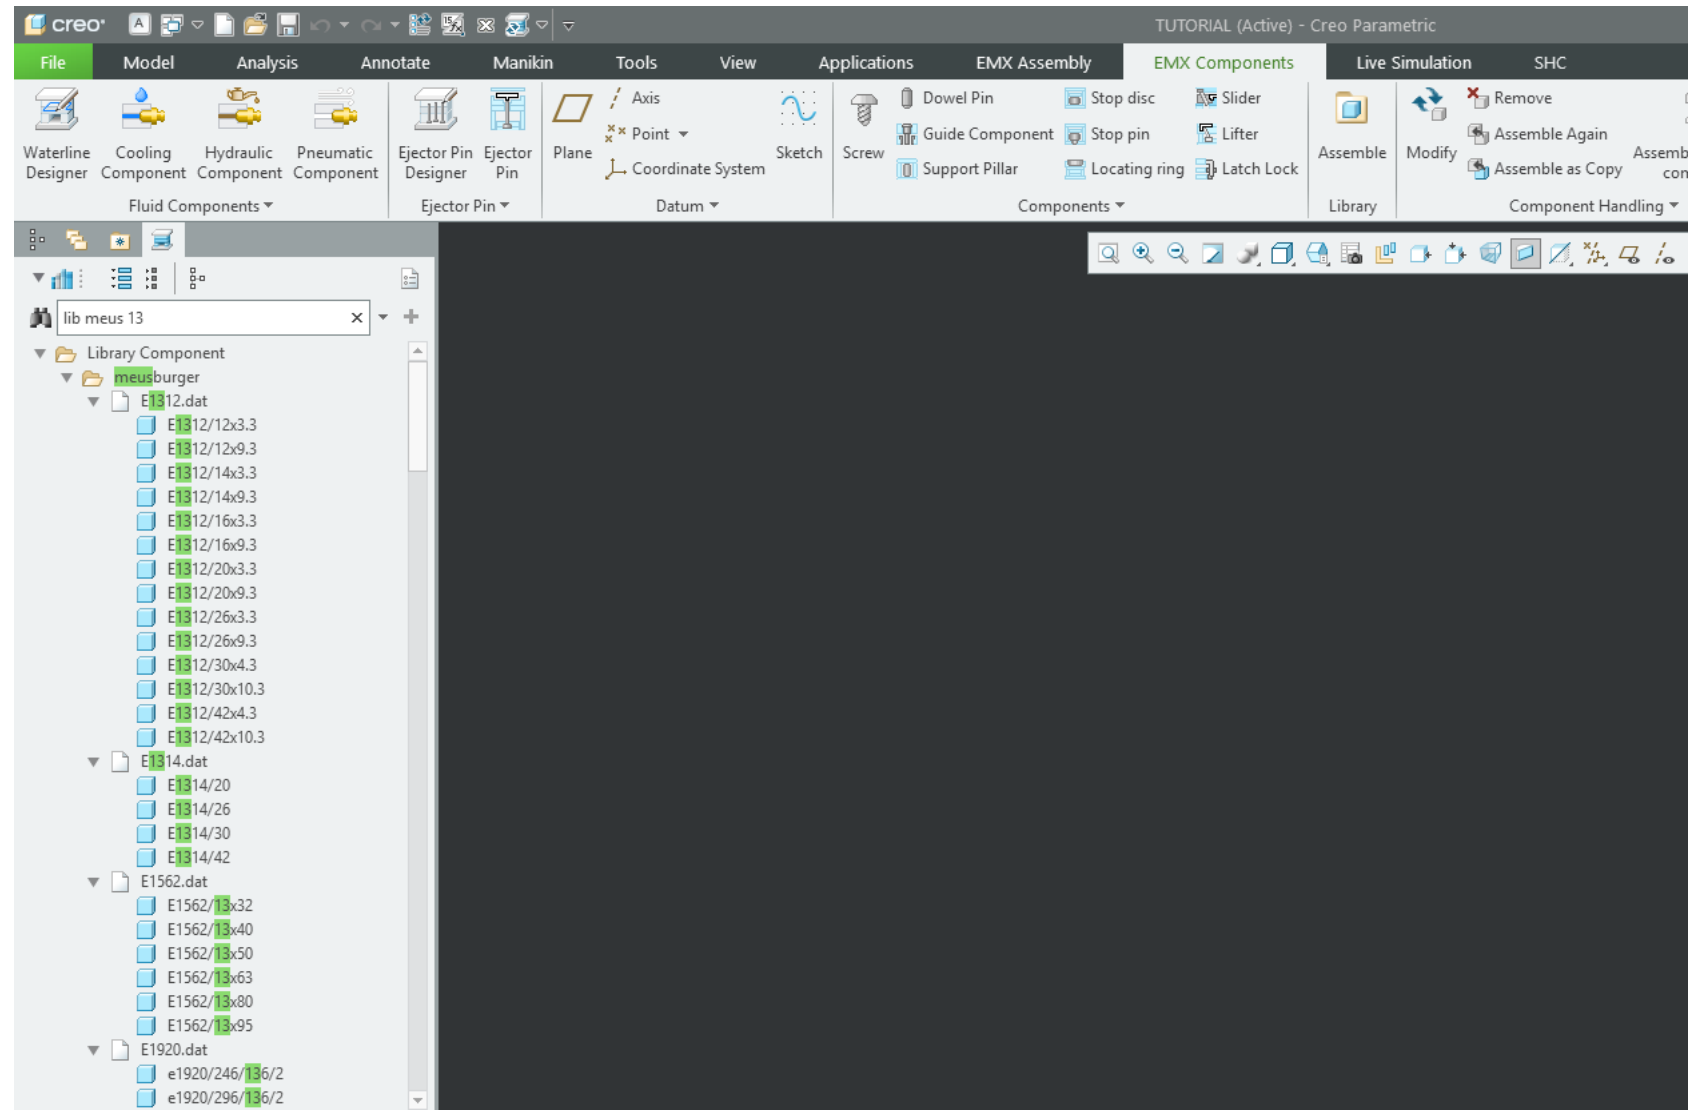 creo®
TUTORIAL (Active) - Creo Parametric
File Model Analysis Annotate Manikin Tools View Applications EMX Assembly EMX Components Live Simulation SHC
Waterline Designer
Cooling Component
Hydraulic Component
Pneumatic Component
Fluid Components
Ejector Pin Designer
Ejector Pin
Ejector Pin
Plane
Axis
Point
Coordinate System
Sketch
Datum
Screw
Dowel Pin
Guide Component
Support Pillar
Stop disc
Stop pin
Locating ring
Slider
Lifter
Latch Lock
Components
Assemble
Library
Modify
Remove
Assemble Again
Assemble as Copy
Component Handling
lib meus 13
Library Component
meusburger
E1312.dat
E1312/12x3.3
E1312/12x9.3
E1312/14x3.3
E1312/14x9.3
E1312/16x3.3
E1312/16x9.3
E1312/20x3.3
E1312/20x9.3
E1312/26x3.3
E1312/26x9.3
E1312/30x4.3
E1312/30x10.3
E1312/42x4.3
E1312/42x10.3
E1314.dat
E1314/20
E1314/26
E1314/30
E1314/42
E1562.dat
E1562/13x32
E1562/13x40
E1562/13x50
E1562/13x63
E1562/13x80
E1562/13x95
E1920.dat
e1920/246/136/2
e1920/296/136/2